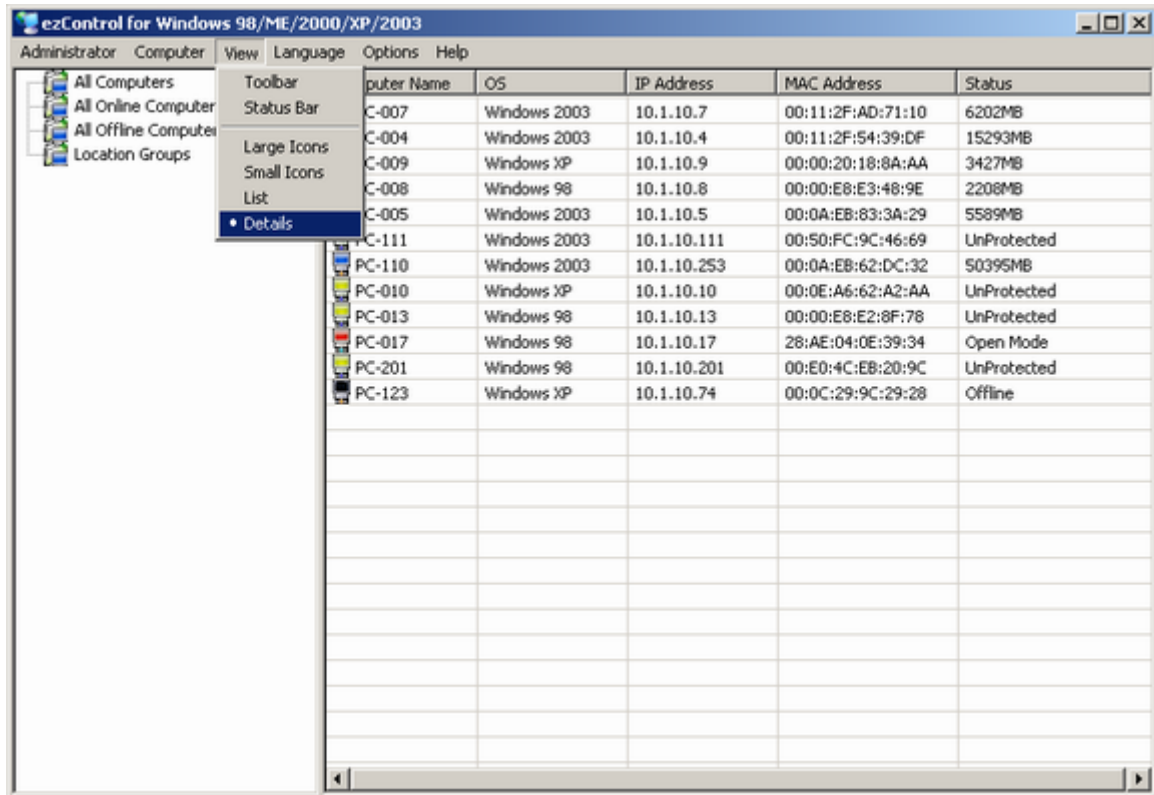 ezControl for Windows 98/ME/2000/XP/2003
Administrator Computer View Language Options Help
All Computers
All Online Computer
All Offline Compute
Location Groups
Toolbar
Status Bar
Large Icons
Small Icons
List
Details
puter Name OS IP Address MAC Address Status
C-007 Windows 2003 10.1.10.7 00:11:2F:AD:71:10 6202MB
C-004 Windows 2003 10.1.10.4 00:11:2F:54:39:DF 15293MB
C-009 Windows XP 10.1.10.9 00:00:20:18:8A:AA 3427MB
C-008 Windows 98 10.1.10.8 00:00:E8:E3:48:9E 2208MB
C-005 Windows 2003 10.1.10.5 00:0A:EB:83:3A:29 5589MB
PC-111 Windows 2003 10.1.10.111 00:50:FC:9C:46:69 UnProtected
PC-110 Windows 2003 10.1.10.253 00:0A:EB:62:DC:32 50395MB
PC-010 Windows XP 10.1.10.10 00:0E:A6:62:A2:AA UnProtected
PC-013 Windows 98 10.1.10.13 00:00:E8:E2:8F:78 UnProtected
PC-017 Windows 98 10.1.10.17 28:AE:04:0E:39:34 Open Mode
PC-201 Windows 98 10.1.10.201 00:E0:4C:EB:20:9C UnProtected
PC-123 Windows XP 10.1.10.74 00:0C:29:9C:29:28 Offline